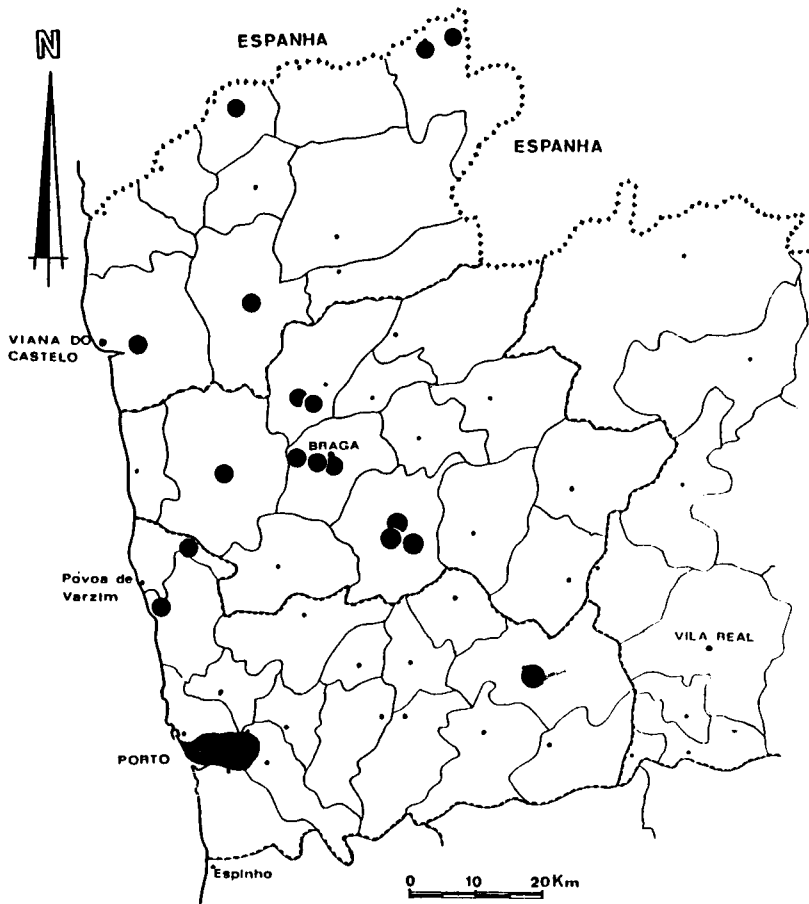 N
ESPANHA
ESPANHA
VIANA DO
CASTELO
BRAGA
Póvoa de
Varzim
VILA REAL
PORTO
Espinho
0 10 20Km